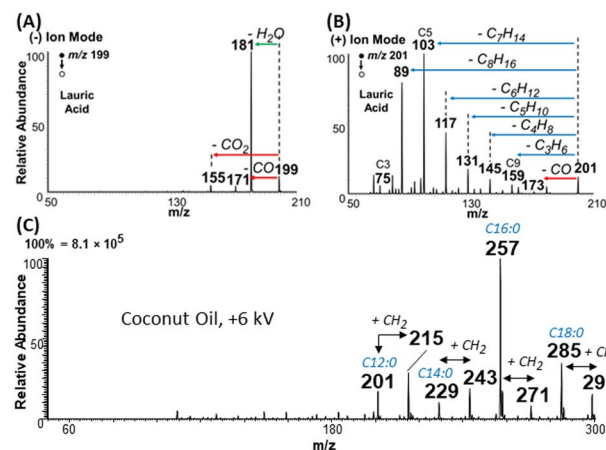 (A)
(-) Ion Mode
m/z 199
Lauric
Acid
Relative Abundance
100
50
0
- H2O
181
- CO2
- CO
199
155
171
50
130
210
m/z
(B)
(+) Ion Mode
m/z 201
Lauric
Acid
Relative Abundance
100
50
0
C5
103
- C7H14
89
- C8H16
- C6H12
117
- C5H10
131
- C4H8
145
C9
- C3H6
159
- CO
201
173
C3
75
50
130
210
m/z
(C)
100% = 8.1 × 10^5
Relative Abundance
100
50
0
Coconut Oil, +6 kV
C16:0
257
+ CH2
215
C12:0
201
+ CH2
C14:0
229
243
+ CH2
271
C18:0
285
+ CH
29
60
180
300
m/z